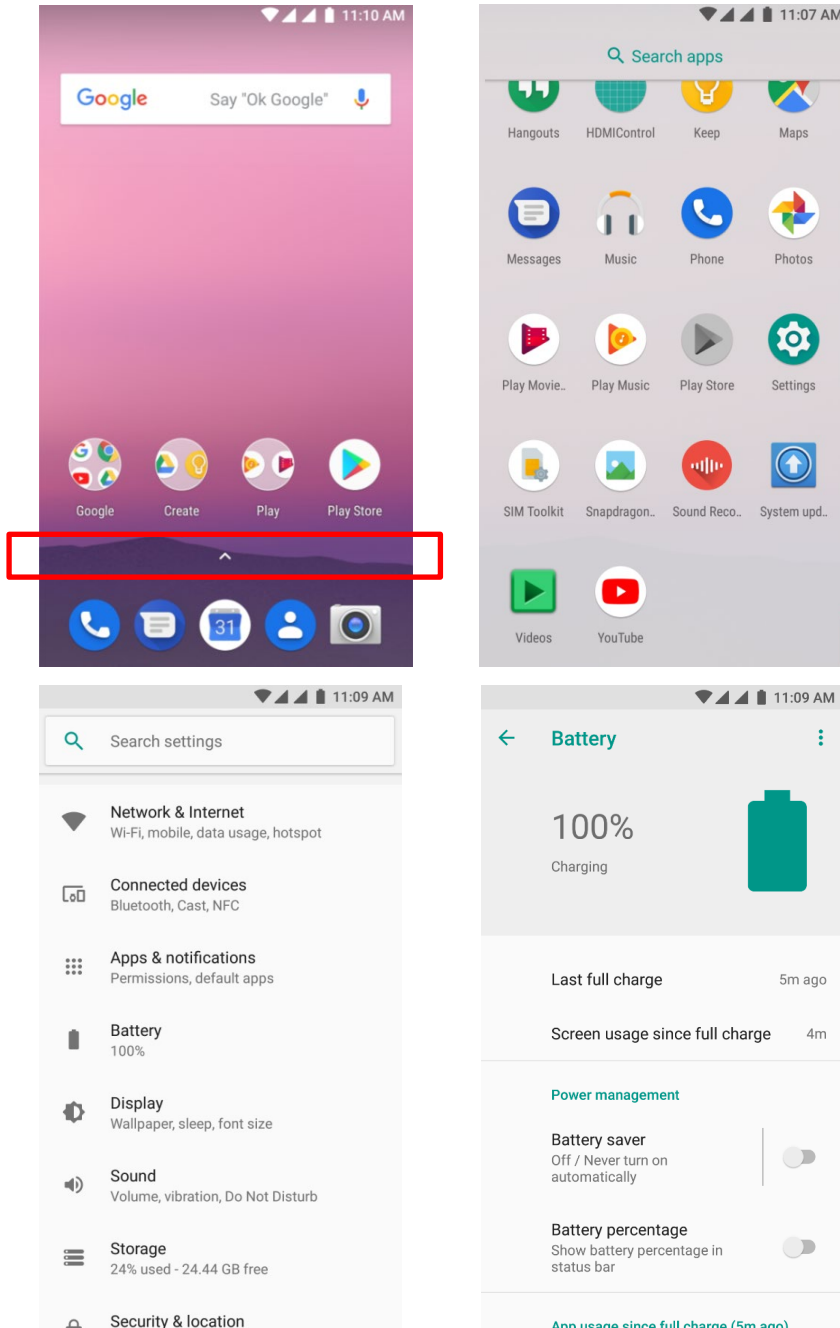 11:10 AM
Google Say "Ok Google"
Google Create Play Play Store
31
11:07 AM
Search apps
Hangouts HDMIControl Keep Maps
Messages Music Phone Photos
Play Movie.. Play Music Play Store Settings
SIM Toolkit Snapdragon.. Sound Reco.. System upd..
Videos YouTube
11:09 AM
Search settings
Network & Internet
Wi-Fi, mobile, data usage, hotspot
Connected devices
Bluetooth, Cast, NFC
Apps & notifications
Permissions, default apps
Battery
100%
Display
Wallpaper, sleep, font size
Sound
Volume, vibration, Do Not Disturb
Storage
24% used - 24.44 GB free
Security & location
11:09 AM
Battery
100%
Charging
Last full charge 5m ago
Screen usage since full charge 4m
Power management
Battery saver
Off / Never turn on
automatically
Battery percentage
Show battery percentage in
status bar
App usage since full charge (5m ago)